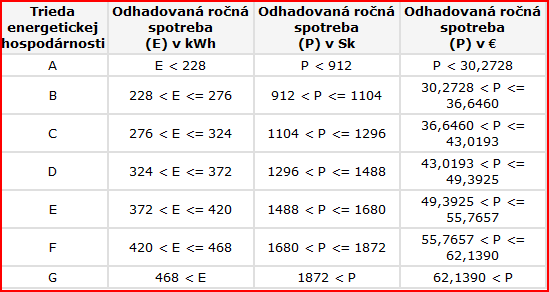 Trieda energetickej hospodárnosti Odhadovaná ročná spotreba (E) v kWh Odhadovaná ročná spotreba (P) v Sk Odhadovaná ročná spotreba (P) v €
A E < 228 P < 912 P < 30,2728
B 228 < E <= 276 912 < P <= 1104 30,2728 < P <= 36,6460
C 276 < E <= 324 1104 < P <= 1296 36,6460 < P <= 43,0193
D 324 < E <= 372 1296 < P <= 1488 43,0193 < P <= 49,3925
E 372 < E <= 420 1488 < P <= 1680 49,3925 < P <= 55,7657
F 420 < E <= 468 1680 < P <= 1872 55,7657 < P <= 62,1390
G 468 < E 1872 < P 62,1390 < P